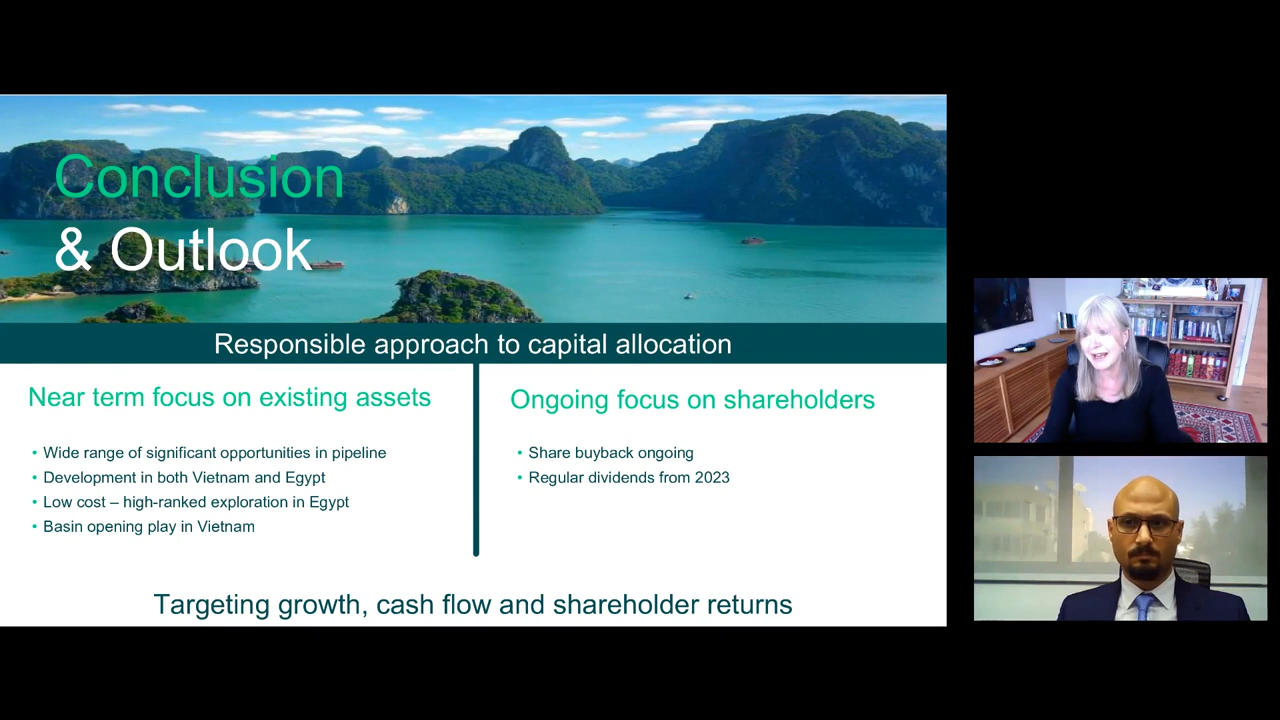 Conclusion
& Outlook
Responsible approach to capital allocation
Near term focus on existing assets
• Wide range of significant opportunities in pipeline
• Development in both Vietnam and Egypt
• Low cost – high-ranked exploration in Egypt
• Basin opening play in Vietnam
Ongoing focus on shareholders
• Share buyback ongoing
• Regular dividends from 2023
Targeting growth, cash flow and shareholder returns